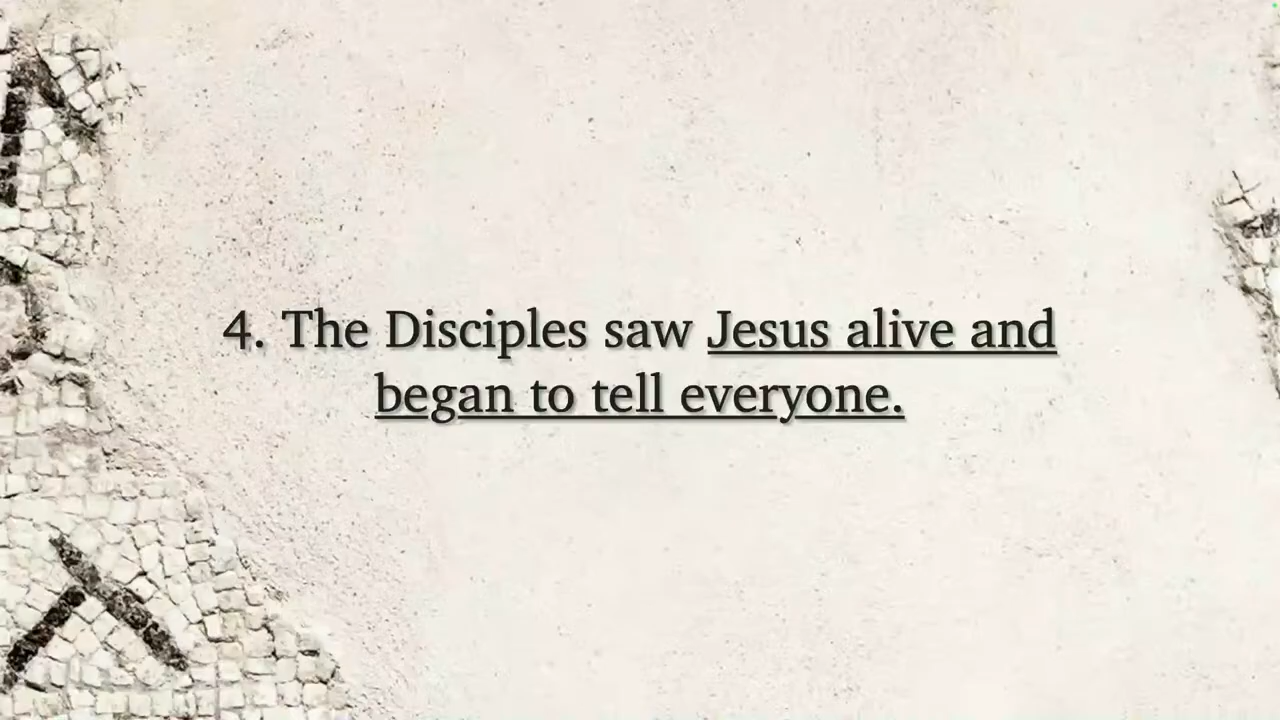 4. The Disciples saw Jesus alive and
began to tell everyone.